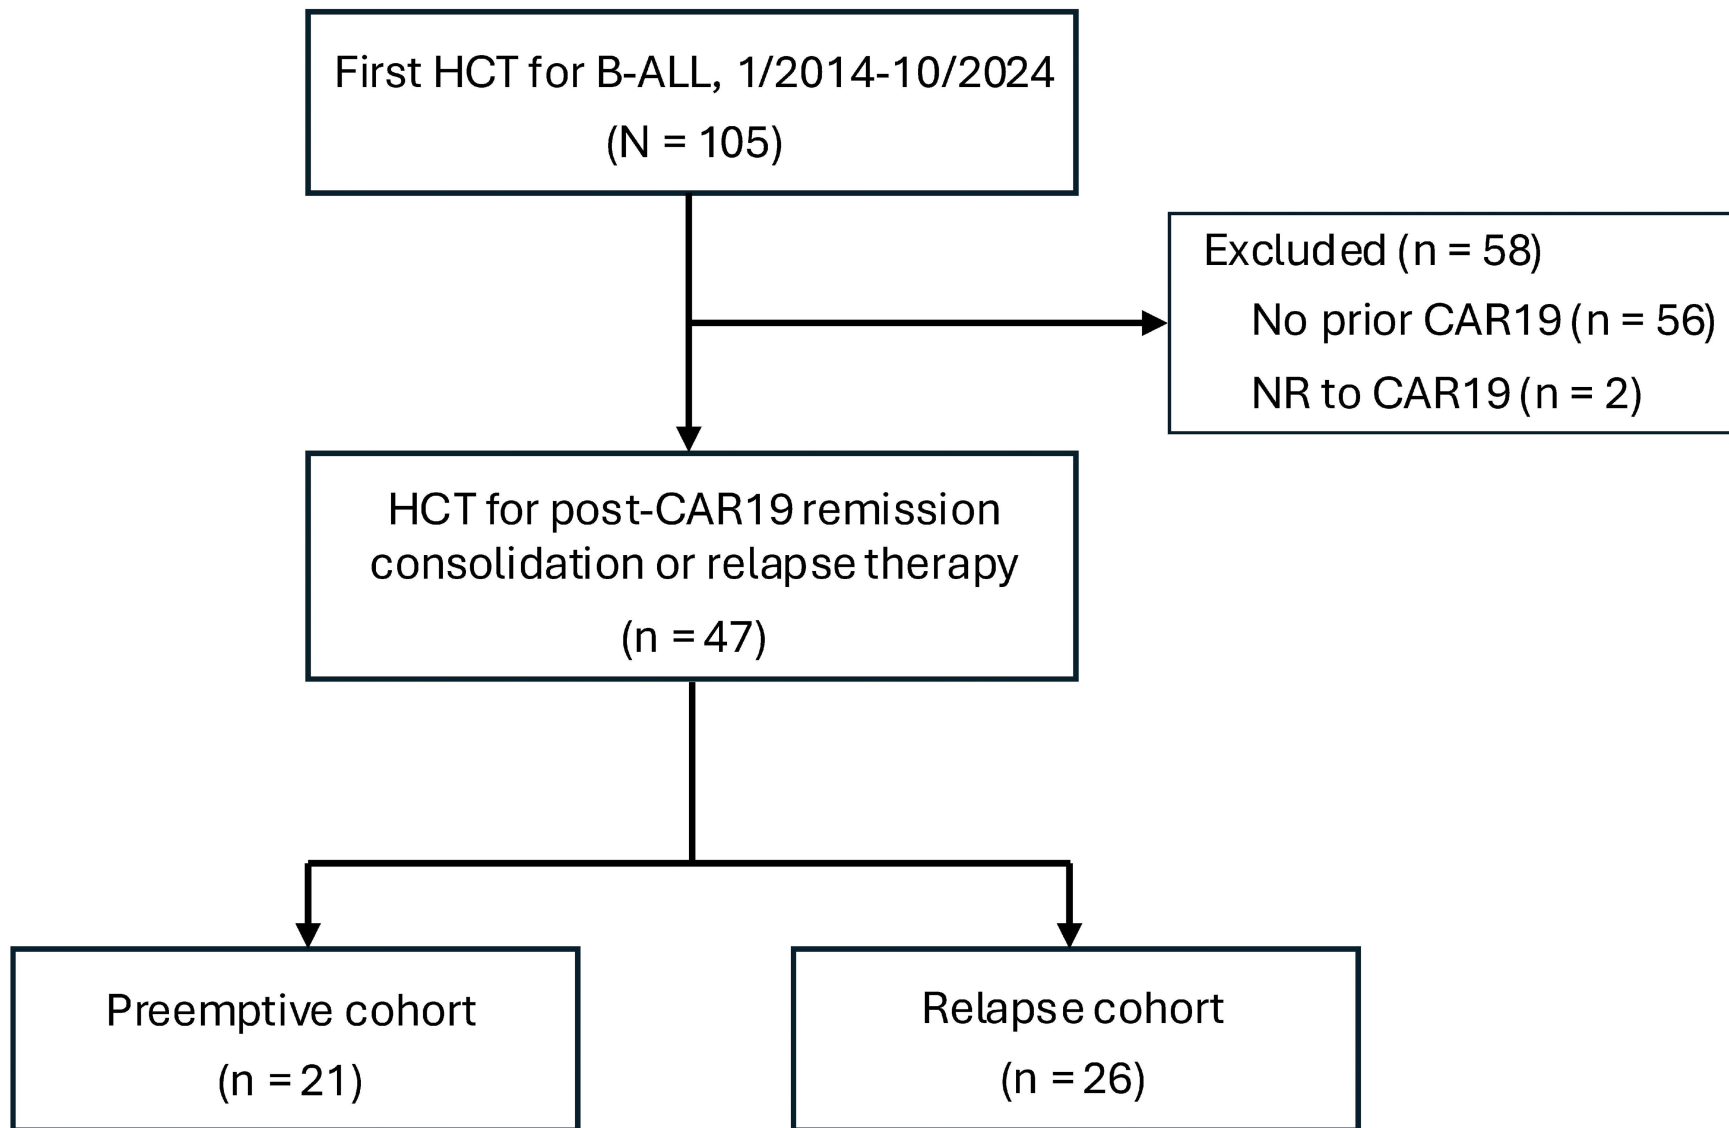 First HCT for B-ALL, 1/2014-10/2024
(N = 105)
Excluded (n = 58)
No prior CAR19 (n = 56)
NR to CAR19 (n = 2)
HCT for post-CAR19 remission
consolidation or relapse therapy
(n = 47)
Preemptive cohort
(n = 21)
Relapse cohort
(n = 26)